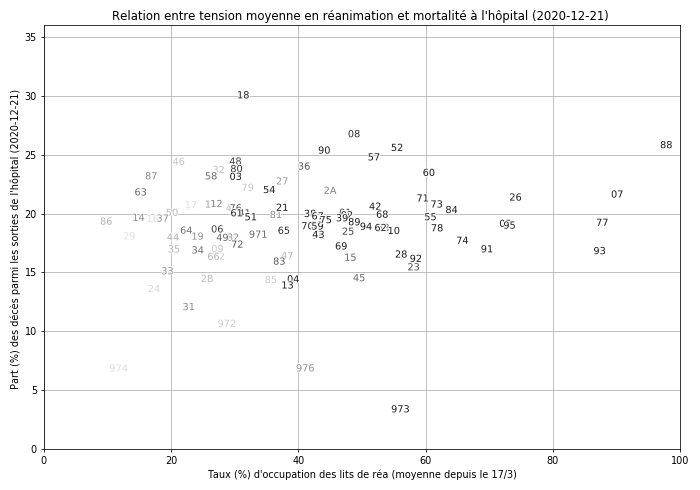 Relation entre tension moyenne en réanimation et mortalité à l'hôpital (2020-12-21)
35
30
25
20
15
10
5
0
Part (%) des décès parmi les sorties de l'hôpital (2020-12-21)
18
08
90 52
57
88
46 48 36
32 80 60
87 58 03
27
79 54 2A
63
07
71 26
17 12
21 42 73 84
50 61 51 81 68 55
14 37 75 39 89 95 77
86
64 06 65 59 25 94 10 78
29 44 19 49 971 43
72 74
35 34 09 69 91 93
66 47 28
83 15 92
23
33
2B 85 04 45
24 13
31
972
974 976
973
0 20 40 60 80 100
Taux (%) d'occupation des lits de réa (moyenne depuis le 17/3)